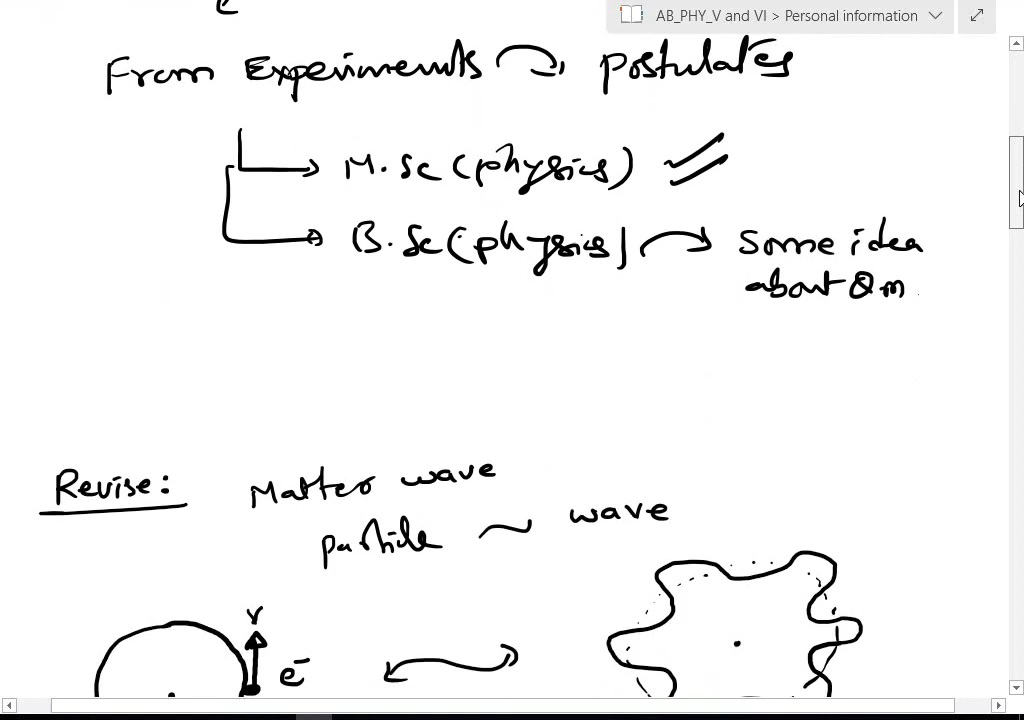 AB_PHY_V and VI > Personal information
From Experiments postulates
M.Sc (physics)
B.Sc (physics) some idea
about Qm
Revise: Matter wave
particle ~ wave
v
e-